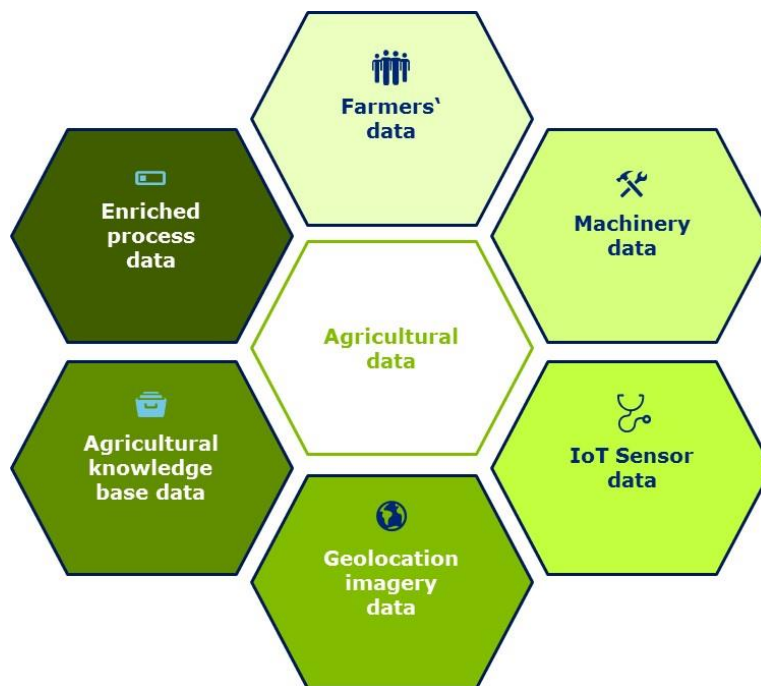 Farmers‘
data
Machinery
data
IoT Sensor
data
Geolocation
imagery
data
Agricultural
knowledge
base data
Enriched
process
data
Agricultural
data